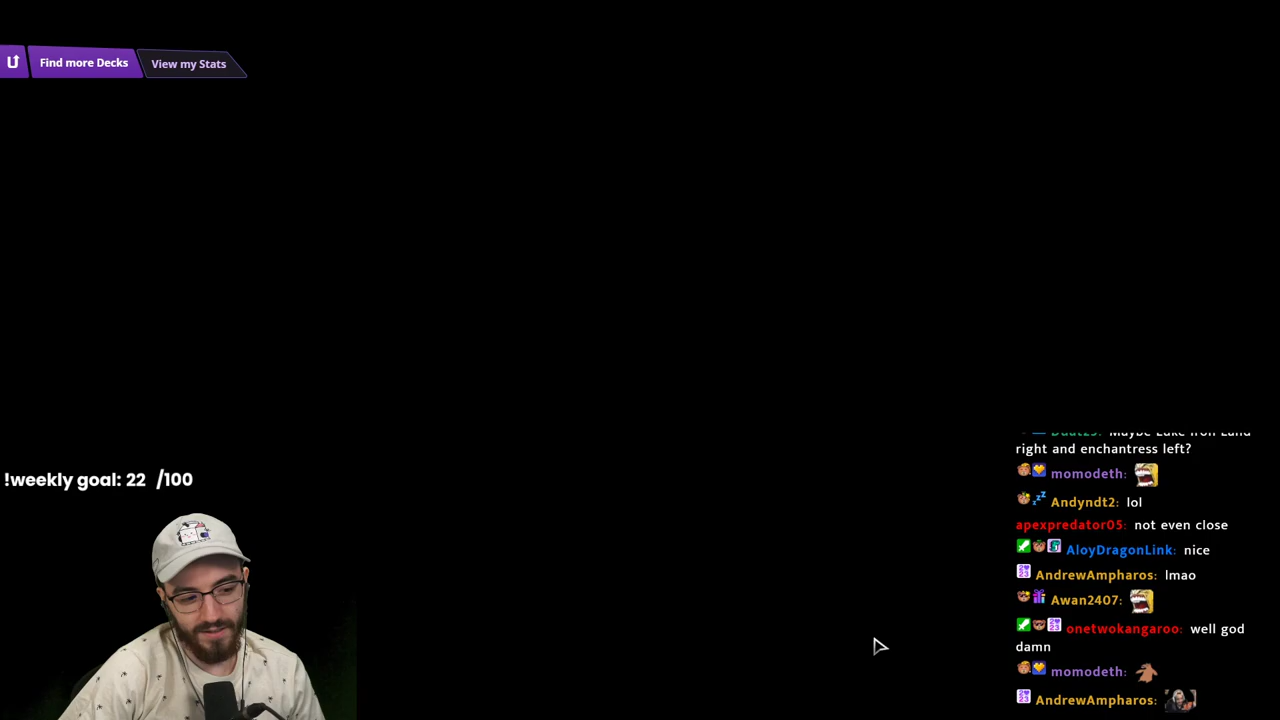 Find more Decks
View my Stats
!weekly goal: 22 /100
right and enchantress left?
momodeth:
Andyndt2: lol
apexpredator05: not even close
AloyDragonLink: nice
AndrewAmpharos: lmao
Awan2407:
onetwokangaroo: well god
damn
momodeth:
AndrewAmpharos: